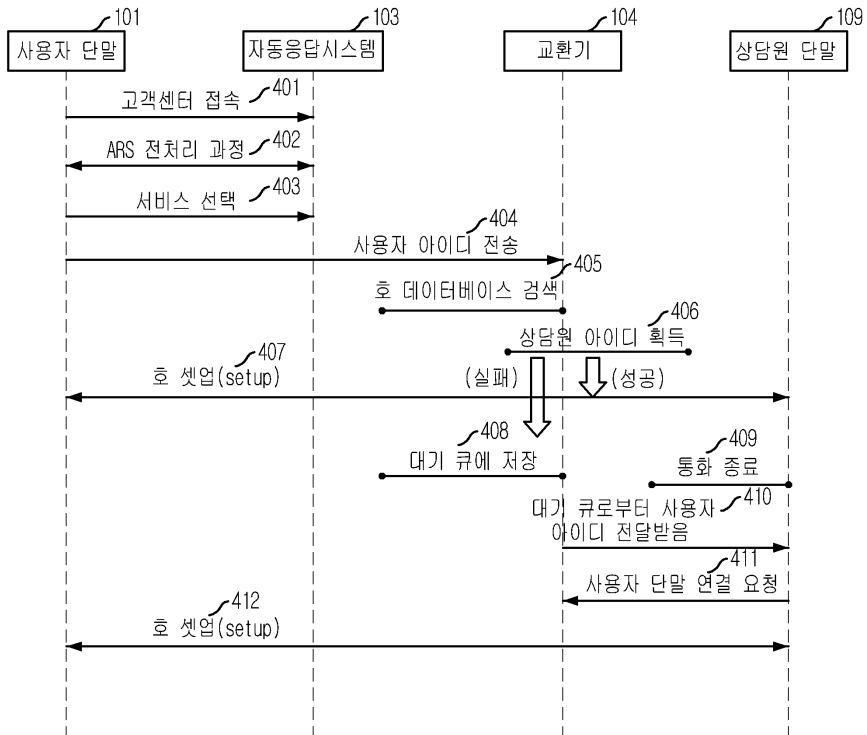 101
103
104
109
사용자 단말
자동응답시스템
교환기
상담원 단말
401
고객센터 접속
402
ARS 전처리 과정
403
서비스 선택
404
사용자 아이디 전송
405
호 데이터베이스 검색
406
상담원 아이디 획득
407
호 셋업(setup)
(실패)
(성공)
408
대기 큐에 저장
409
통화 종료
410
대기 큐로부터 사용자
아이디 전달받음
411
사용자 단말 연결 요청
412
호 셋업(setup)